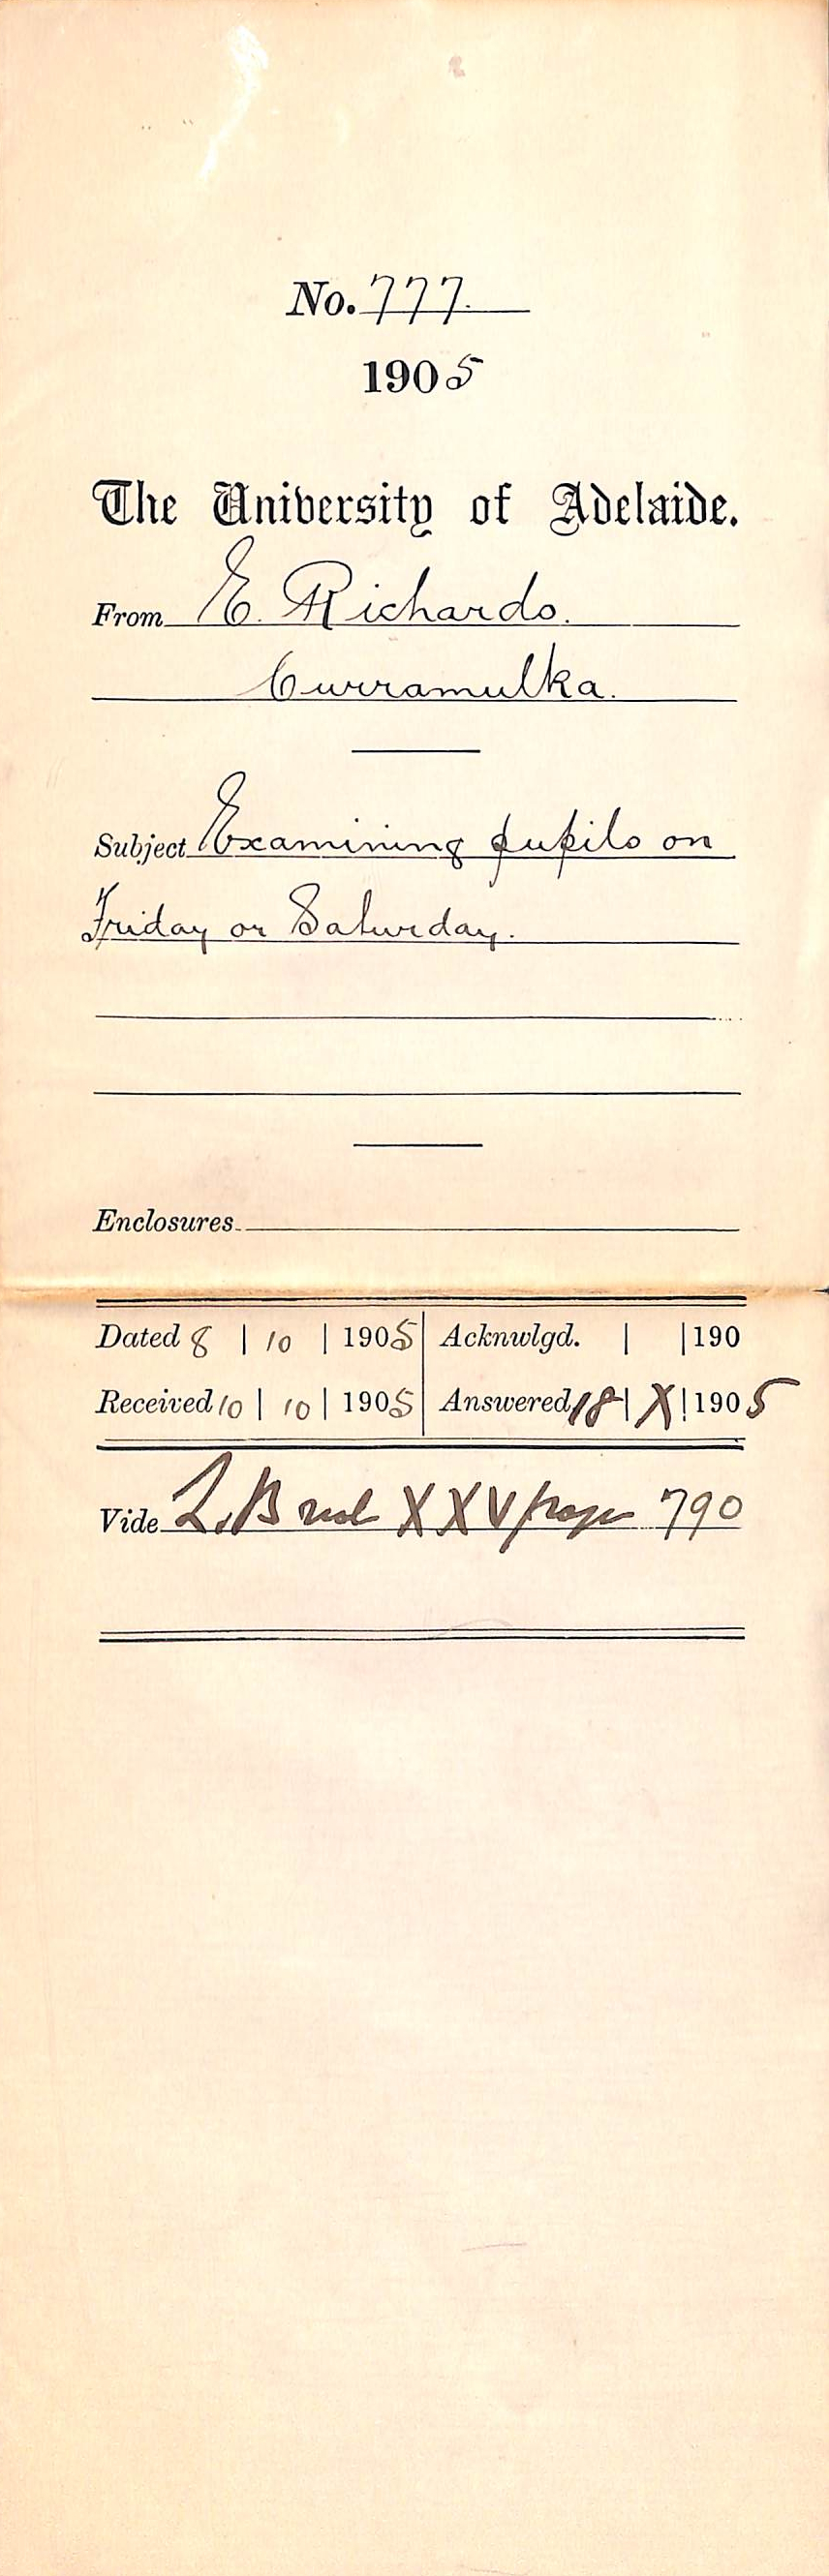 No. 777.
1905
The University of Adelaide.
From E. Richards.
Curramulka.
Subject Examining pupils on
Friday or Saturday.
Enclosures
Dated 8 | 10 | 1905 Acknwlgd. | | 190
Received 10 | 10 | 1905 Answered 18 | X | 1905
Vide L.B vol XXV page 790